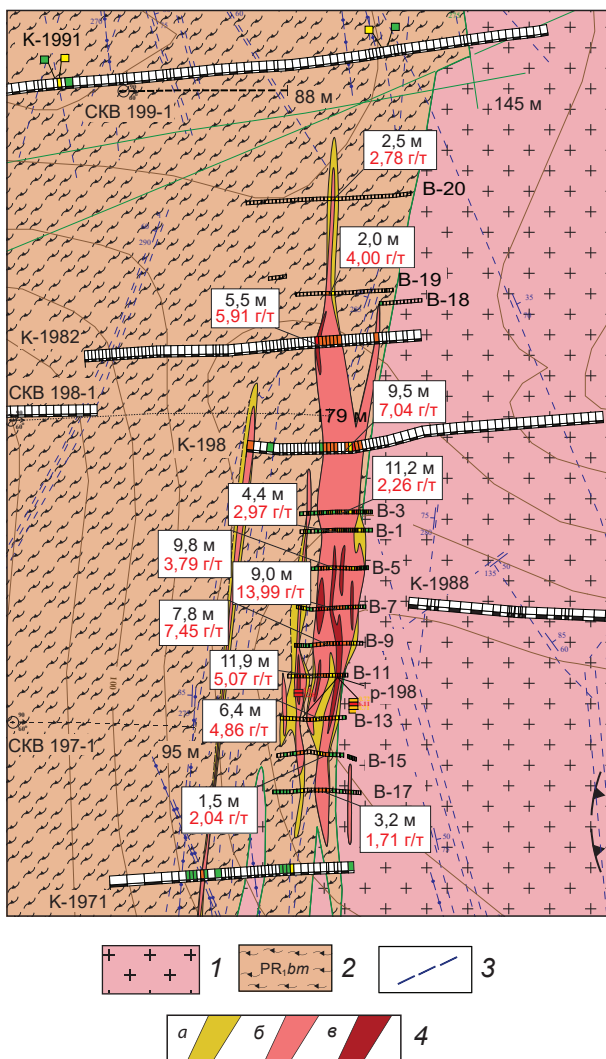 К-1991
СКВ 199-1
88 м
145 м
2,5 м
2,78 г/т
В-20
2,0 м
4,00 г/т
В-19
В-18
5,5 м
5,91 г/т
К-1982
СКВ 198-1
179 м
9,5 м
7,04 г/т
К-198
11,2 м
2,26 г/т
4,4 м
2,97 г/т
В-3
В-1
9,8 м
3,79 г/т
В-5
9,0 м
13,99 г/т
К-1988
7,8 м
7,45 г/т
В-7
В-9
11,9 м
5,07 г/т
В-11
р-198
6,4 м
4,86 г/т
В-13
СКВ 197-1
95 м
В-15
1,5 м
2,04 г/т
В-17
3,2 м
1,71 г/т
К-1971
1
PR₁bm 2
3
а б в 4